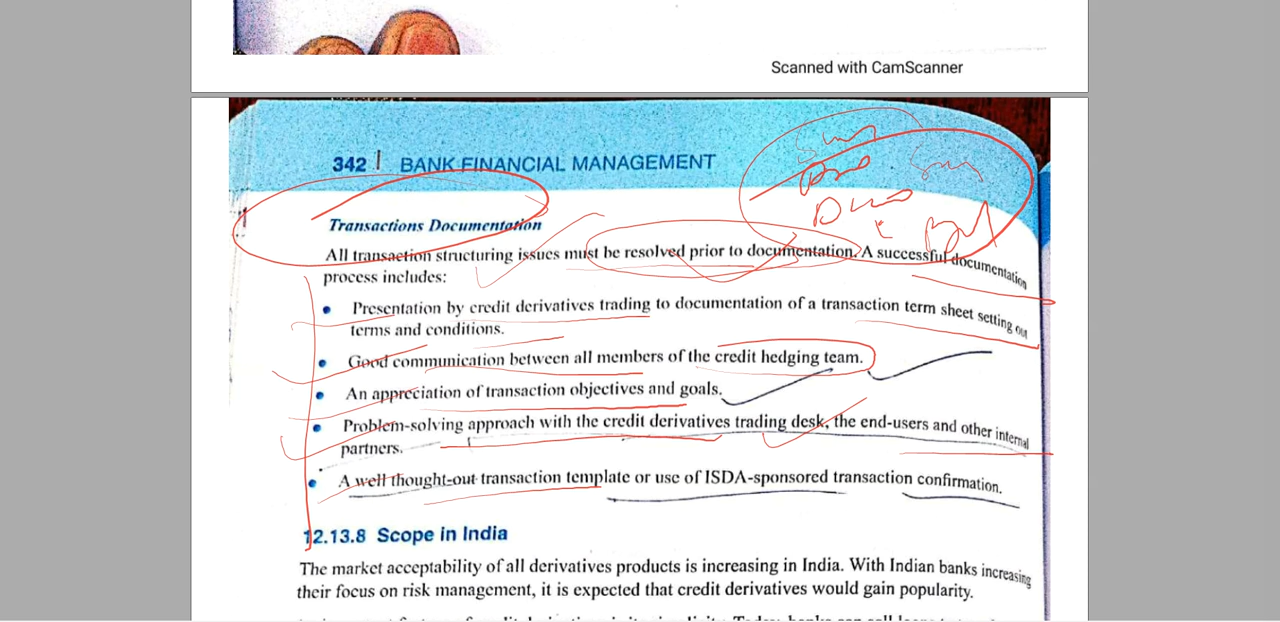 Scanned with CamScanner
342 | BANK FINANCIAL MANAGEMENT
Transactions Documentation
All transaction structuring issues must be resolved prior to documentation. A successful documentation
process includes:
• Presentation by credit derivatives trading to documentation of a transaction term sheet setting out
terms and conditions.
• Good communication between all members of the credit hedging team.
• An appreciation of transaction objectives and goals.
• Problem-solving approach with the credit derivatives trading desk, the end-users and other internal
partners.
• A well thought-out transaction template or use of ISDA-sponsored transaction confirmation.
12.13.8 Scope in India
The market acceptability of all derivatives products is increasing in India. With Indian banks increasing
their focus on risk management, it is expected that credit derivatives would gain popularity.